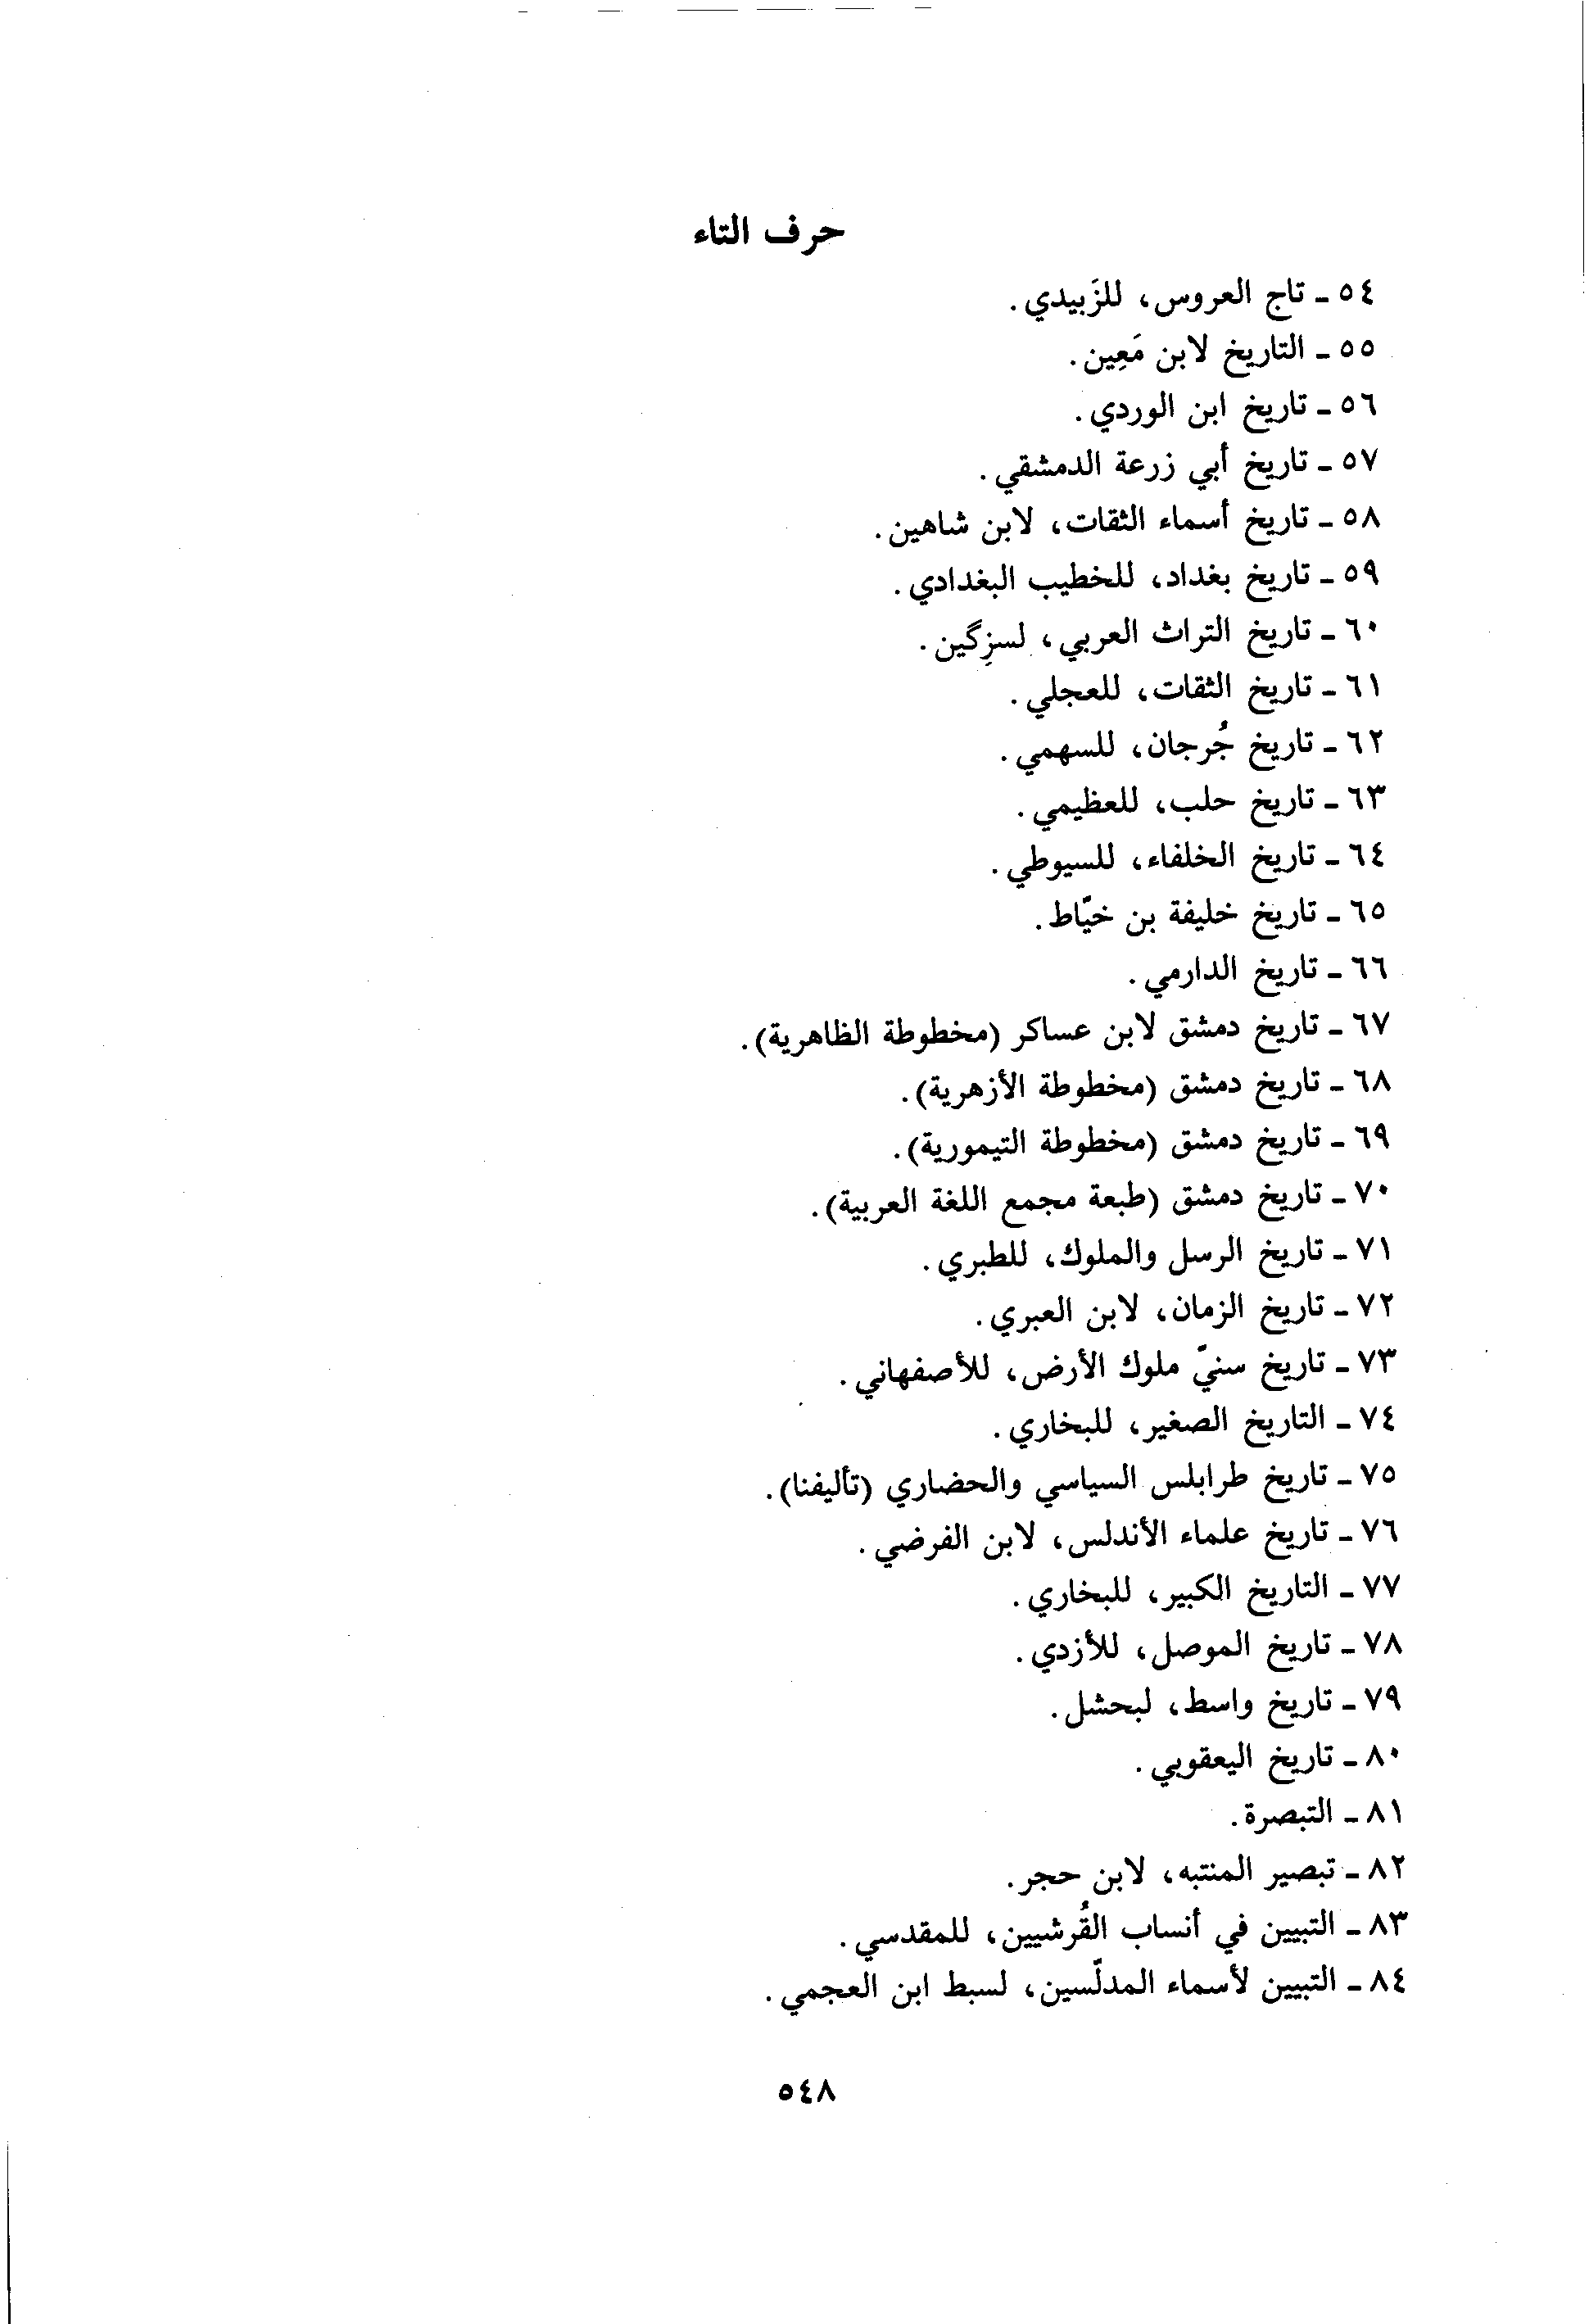 حرف التاء
٥٤ ـ تاج العروس، للزَبيدي.
٥٥ ـ التاريخ لابن مَعِين.
٥٦ ـ تاريخ ابن الوردي.
٥٧ ـ تاريخ أبي زرعة الدمشقي.
٥٨ ـ تاريخ أسماء الثقات، لابن شاهين.
٥٩ ـ تاريخ بغداد، للخطيب البغدادي.
٦٠ ـ تاريخ التراث العربي، لسزِگين.
٦١ ـ تاريخ الثقات، للعجلي.
٦٢ ـ تاريخ جُرجان، للسهمي.
٦٣ ـ تاريخ حلب، للعظيمي.
٦٤ ـ تاريخ الخلفاء، للسيوطي.
٦٥ ـ تاريخ خليفة بن خيّاط.
٦٦ ـ تاريخ الدارمي.
٦٧ ـ تاريخ دمشق لابن عساكر (مخطوطة الظاهرية).
٦٨ ـ تاريخ دمشق (مخطوطة الأزهرية).
٦٩ ـ تاريخ دمشق (مخطوطة التيمورية).
٧٠ ـ تاريخ دمشق (طبعة مجمع اللغة العربية).
٧١ ـ تاريخ الرسل والملوك، للطبري.
٧٢ ـ تاريخ الزمان، لابن العبري.
٧٣ ـ تاريخ سنيّ ملوك الأرض، للأصفهاني.
٧٤ ـ التاريخ الصغير، للبخاري.
٧٥ ـ تاريخ طرابلس السياسي والحضاري (تأليفنا).
٧٦ ـ تاريخ علماء الأندلس، لابن الفرضي.
٧٧ ـ التاريخ الكبير، للبخاري.
٧٨ ـ تاريخ الموصل، للأزدي.
٧٩ ـ تاريخ واسط، لبحشل.
٨٠ ـ تاريخ اليعقوبي.
٨١ ـ التبصرة.
٨٢ ـ تبصير المنتبه، لابن حجر.
٨٣ ـ التبيين في أنساب القُرشيين، للمقدسي.
٨٤ ـ التبيين لأسماء المدلّسين، لسبط ابن العجمي.
٥٤٨